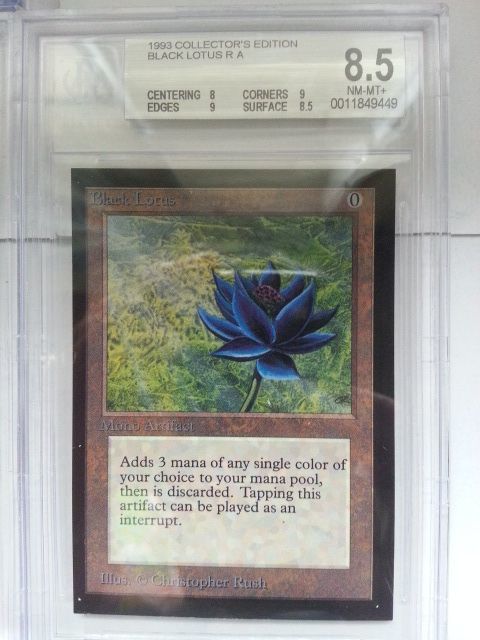 1993 COLLECTOR'S EDITION
BLACK LOTUS R A
8.5
NM-MT+
CENTERING 8 CORNERS 9
EDGES 9 SURFACE 8.5
0011849449
Black Lotus 0
Mono Artifact
Adds 3 mana of any single color of
your choice to your mana pool,
then is discarded. Tapping this
artifact can be played as an
interrupt.
Illus. © Christopher Rush